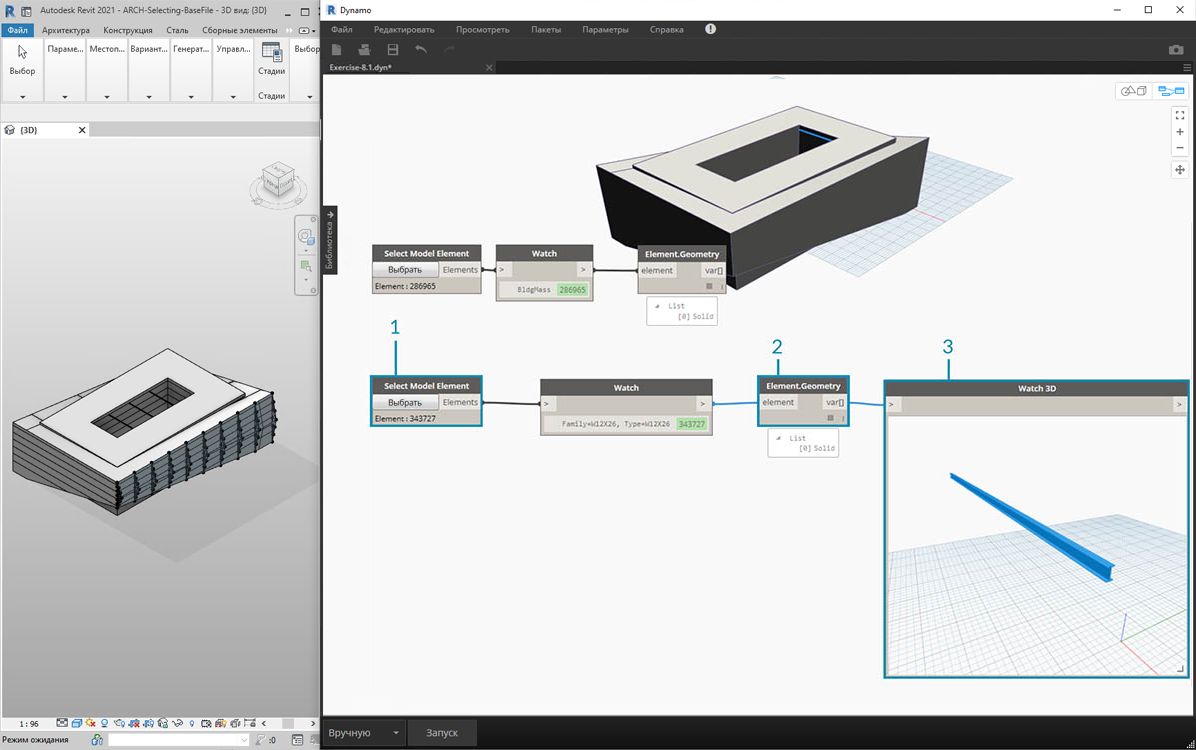 Autodesk Revit 2021 - ARCH-Selecting-BaseFile - 3D вид: {3D}
Файл Архитектура Конструкция Сталь Сборные элементы
Выбор Параме... Местоп... Вариант... Генерат... Управл... Стадии Выбор
Стадии
{3D}
1 : 96
Режим ожидания :0
Dynamo
Файл Редактировать Просмотреть Пакеты Параметры Справка
Exercise-8.1.dyn*
Библиотека
Select Model Element
Выбрать Elements
Element : 286965
Watch
> >
BldgMass 286965
Element.Geometry
element var[]
List
[0] Solid
1
2
3
Select Model Element
Выбрать Elements
Element : 343727
Watch
> >
Family=W12X26, Type=W12X26 343727
Element.Geometry
element var[]
List
[0] Solid
Watch 3D
> >
Вручную Запуск